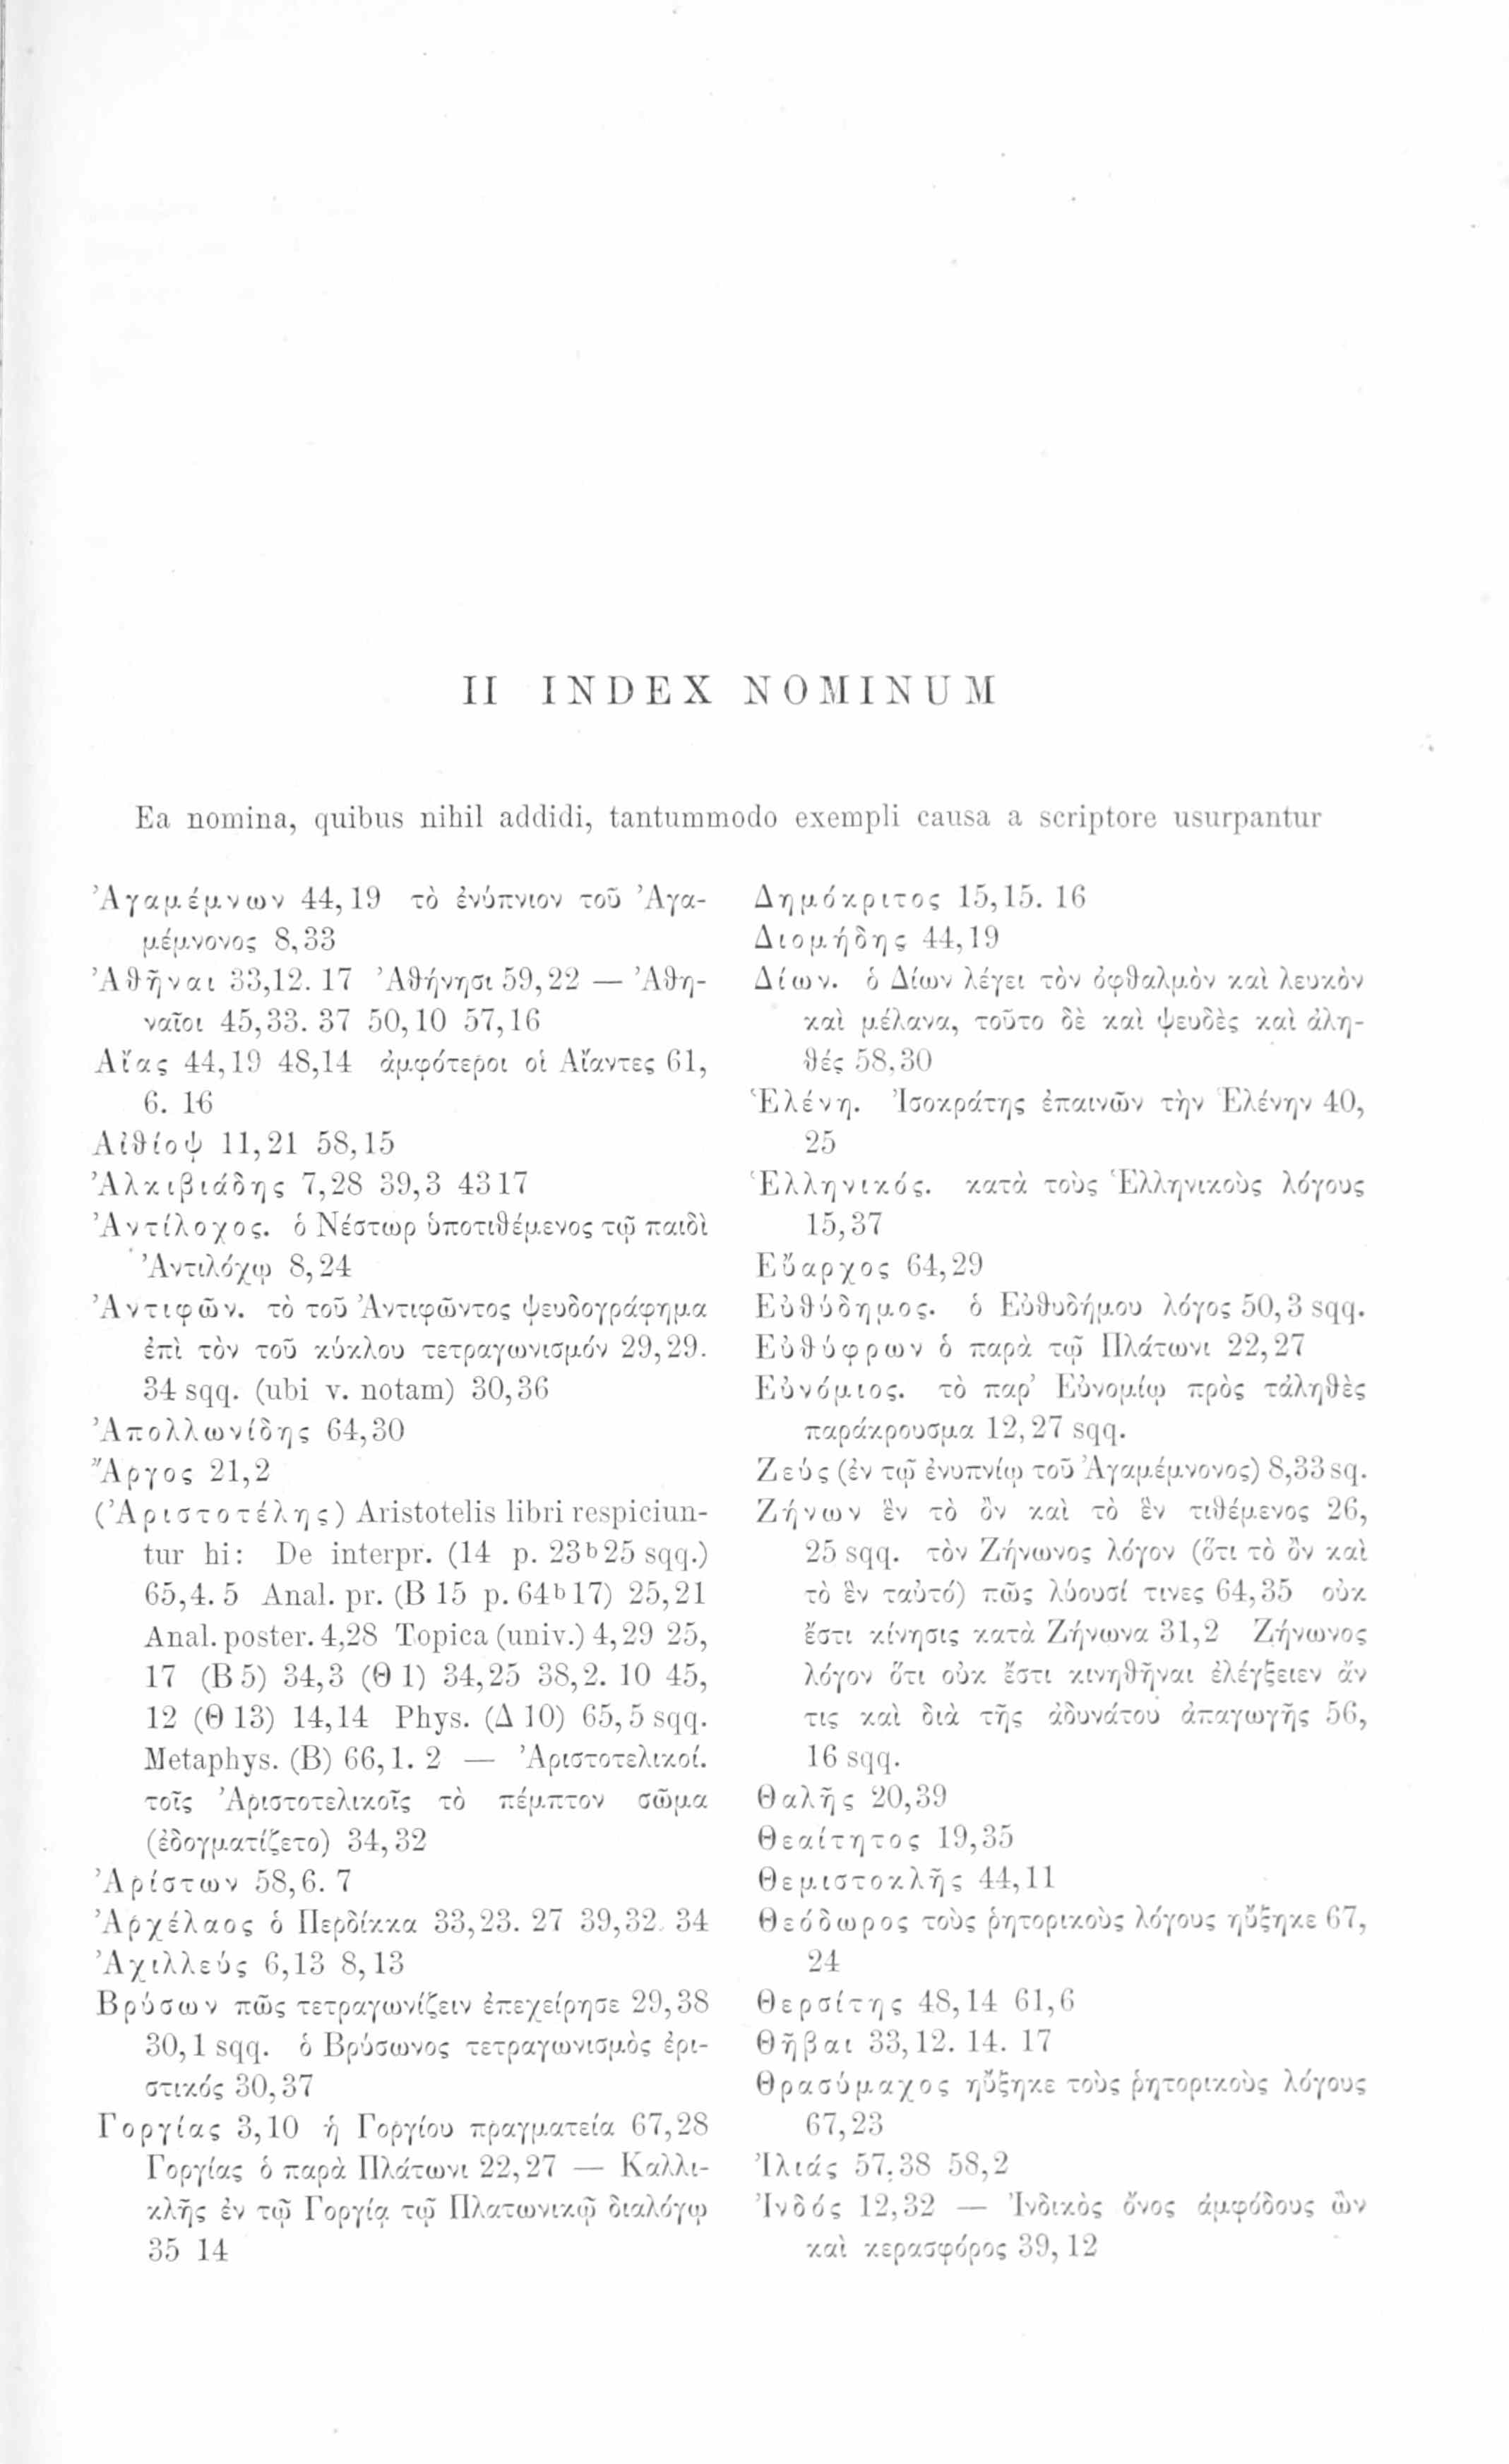 II INDEX NOMINUM
Ea nomina, quibus nihil addidi, tantummodo exempli causa a scriptore usurpantur
Ἀγαμέμνων 44,19 τὸ ἐνύπνιον τοῦ Ἀγα-
μέμνονος 8,33
Ἀθῆναι 33,12. 17 Ἀθήνησι 59,22 — Ἀθη-
ναῖοι 45,33. 37 50,10 57,16
Αἴας 44,19 48,14 ἀμφότεροι οἱ Αἴαντες 61,
6. 16
Αἰθίοψ 11,21 58,15
Ἀλκιβιάδης 7,28 39,3 4317
Ἀντίλοχος. ὁ Νέστωρ ὑποτιθέμενος τῷ παιδὶ
Ἀντιλόχῳ 8,24
Ἀντιφῶν. τὸ τοῦ Ἀντιφῶντος ψευδογράφημα
ἐπὶ τὸν τοῦ κύκλου τετραγωνισμόν 29,29.
34 sqq. (ubi v. notam) 30,36
Ἀπολλωνίδης 64,30
Ἄργος 21,2
(Ἀριστοτέλης) Aristotelis libri respiciun-
tur hi: De interpr. (14 p. 23ᵇ25 sqq.)
65,4. 5 Anal. pr. (B 15 p. 64ᵇ17) 25,21
Anal. poster. 4,28 Topica (univ.) 4,29 25,
17 (B 5) 34,3 (Θ 1) 34,25 38,2. 10 45,
12 (Θ 13) 14,14 Phys. (Δ 10) 65,5 sqq.
Metaphys. (B) 66,1. 2 — Ἀριστοτελικοί.
τοῖς Ἀριστοτελικοῖς τὸ πέμπτον σῶμα
(ἐδογματίζετο) 34,32
Ἀρίστων 58,6. 7
Ἀρχέλαος ὁ Περδίκκα 33,23. 27 39,32. 34
Ἀχιλλεύς 6,13 8,13
Βρύσων πῶς τετραγωνίζειν ἐπεχείρησε 29,38
30,1 sqq. ὁ Βρύσωνος τετραγωνισμὸς ἐρι-
στικός 30,37
Γοργίας 3,10 ἡ Γοργίου πραγματεία 67,28
Γοργίας ὁ παρὰ Πλάτωνι 22,27 — Καλλι-
κλῆς ἐν τῷ Γοργίᾳ τῷ Πλατωνικῷ διαλόγῳ
35 14
Δημόκριτος 15,15. 16
Διομήδης 44,19
Δίων. ὁ Δίων λέγει τὸν ὀφθαλμὸν καὶ λευκὸν
καὶ μέλανα, τοῦτο δὲ καὶ ψευδὲς καὶ ἀλη-
θές 58,30
Ἑλένη. Ἰσοκράτης ἐπαινῶν τὴν Ἑλένην 40,
25
Ἑλληνικός. κατὰ τοὺς Ἑλληνικοὺς λόγους
15,37
Εὔαρχος 64,29
Εὐθύδημος. ὁ Εὐθυδήμου λόγος 50,3 sqq.
Εὐθύφρων ὁ παρὰ τῷ Πλάτωνι 22,27
Εὐνόμιος. τὸ παρ’ Εὐνομίῳ πρὸς τἀληθὲς
παράκρουσμα 12,27 sqq.
Ζεύς (ἐν τῷ ἐνυπνίῳ τοῦ Ἀγαμέμνονος) 8,33 sq.
Ζήνων ἓν τὸ ὂν καὶ τὸ ἓν τιθέμενος 26,
25 sqq. τὸν Ζήνωνος λόγον (ὅτι τὸ ὂν καὶ
τὸ ἓν ταὐτό) πῶς λύουσί τινες 64,35 οὐκ
ἔστι κίνησις κατὰ Ζήνωνα 31,2 Ζήνωνος
λόγον ὅτι οὐκ ἔστι κινηθῆναι ἐλέγξειεν ἄν
τις καὶ διὰ τῆς ἀδυνάτου ἀπαγωγῆς 56,
16 sqq.
Θαλῆς 20,39
Θεαίτητος 19,35
Θεμιστοκλῆς 44,11
Θεόδωρος τοὺς ῥητορικοὺς λόγους ηὔξηκε 67,
24
Θερσίτης 48,14 61,6
Θῆβαι 33,12. 14. 17
Θρασύμαχος ηὔξηκε τοὺς ῥητορικοὺς λόγους
67,23
Ἰλιάς 57,38 58,2
Ἰνδός 12,32 — Ἰνδικὸς ὄνος ἀμφόδους ὢν
καὶ κερασφόρος 39,12